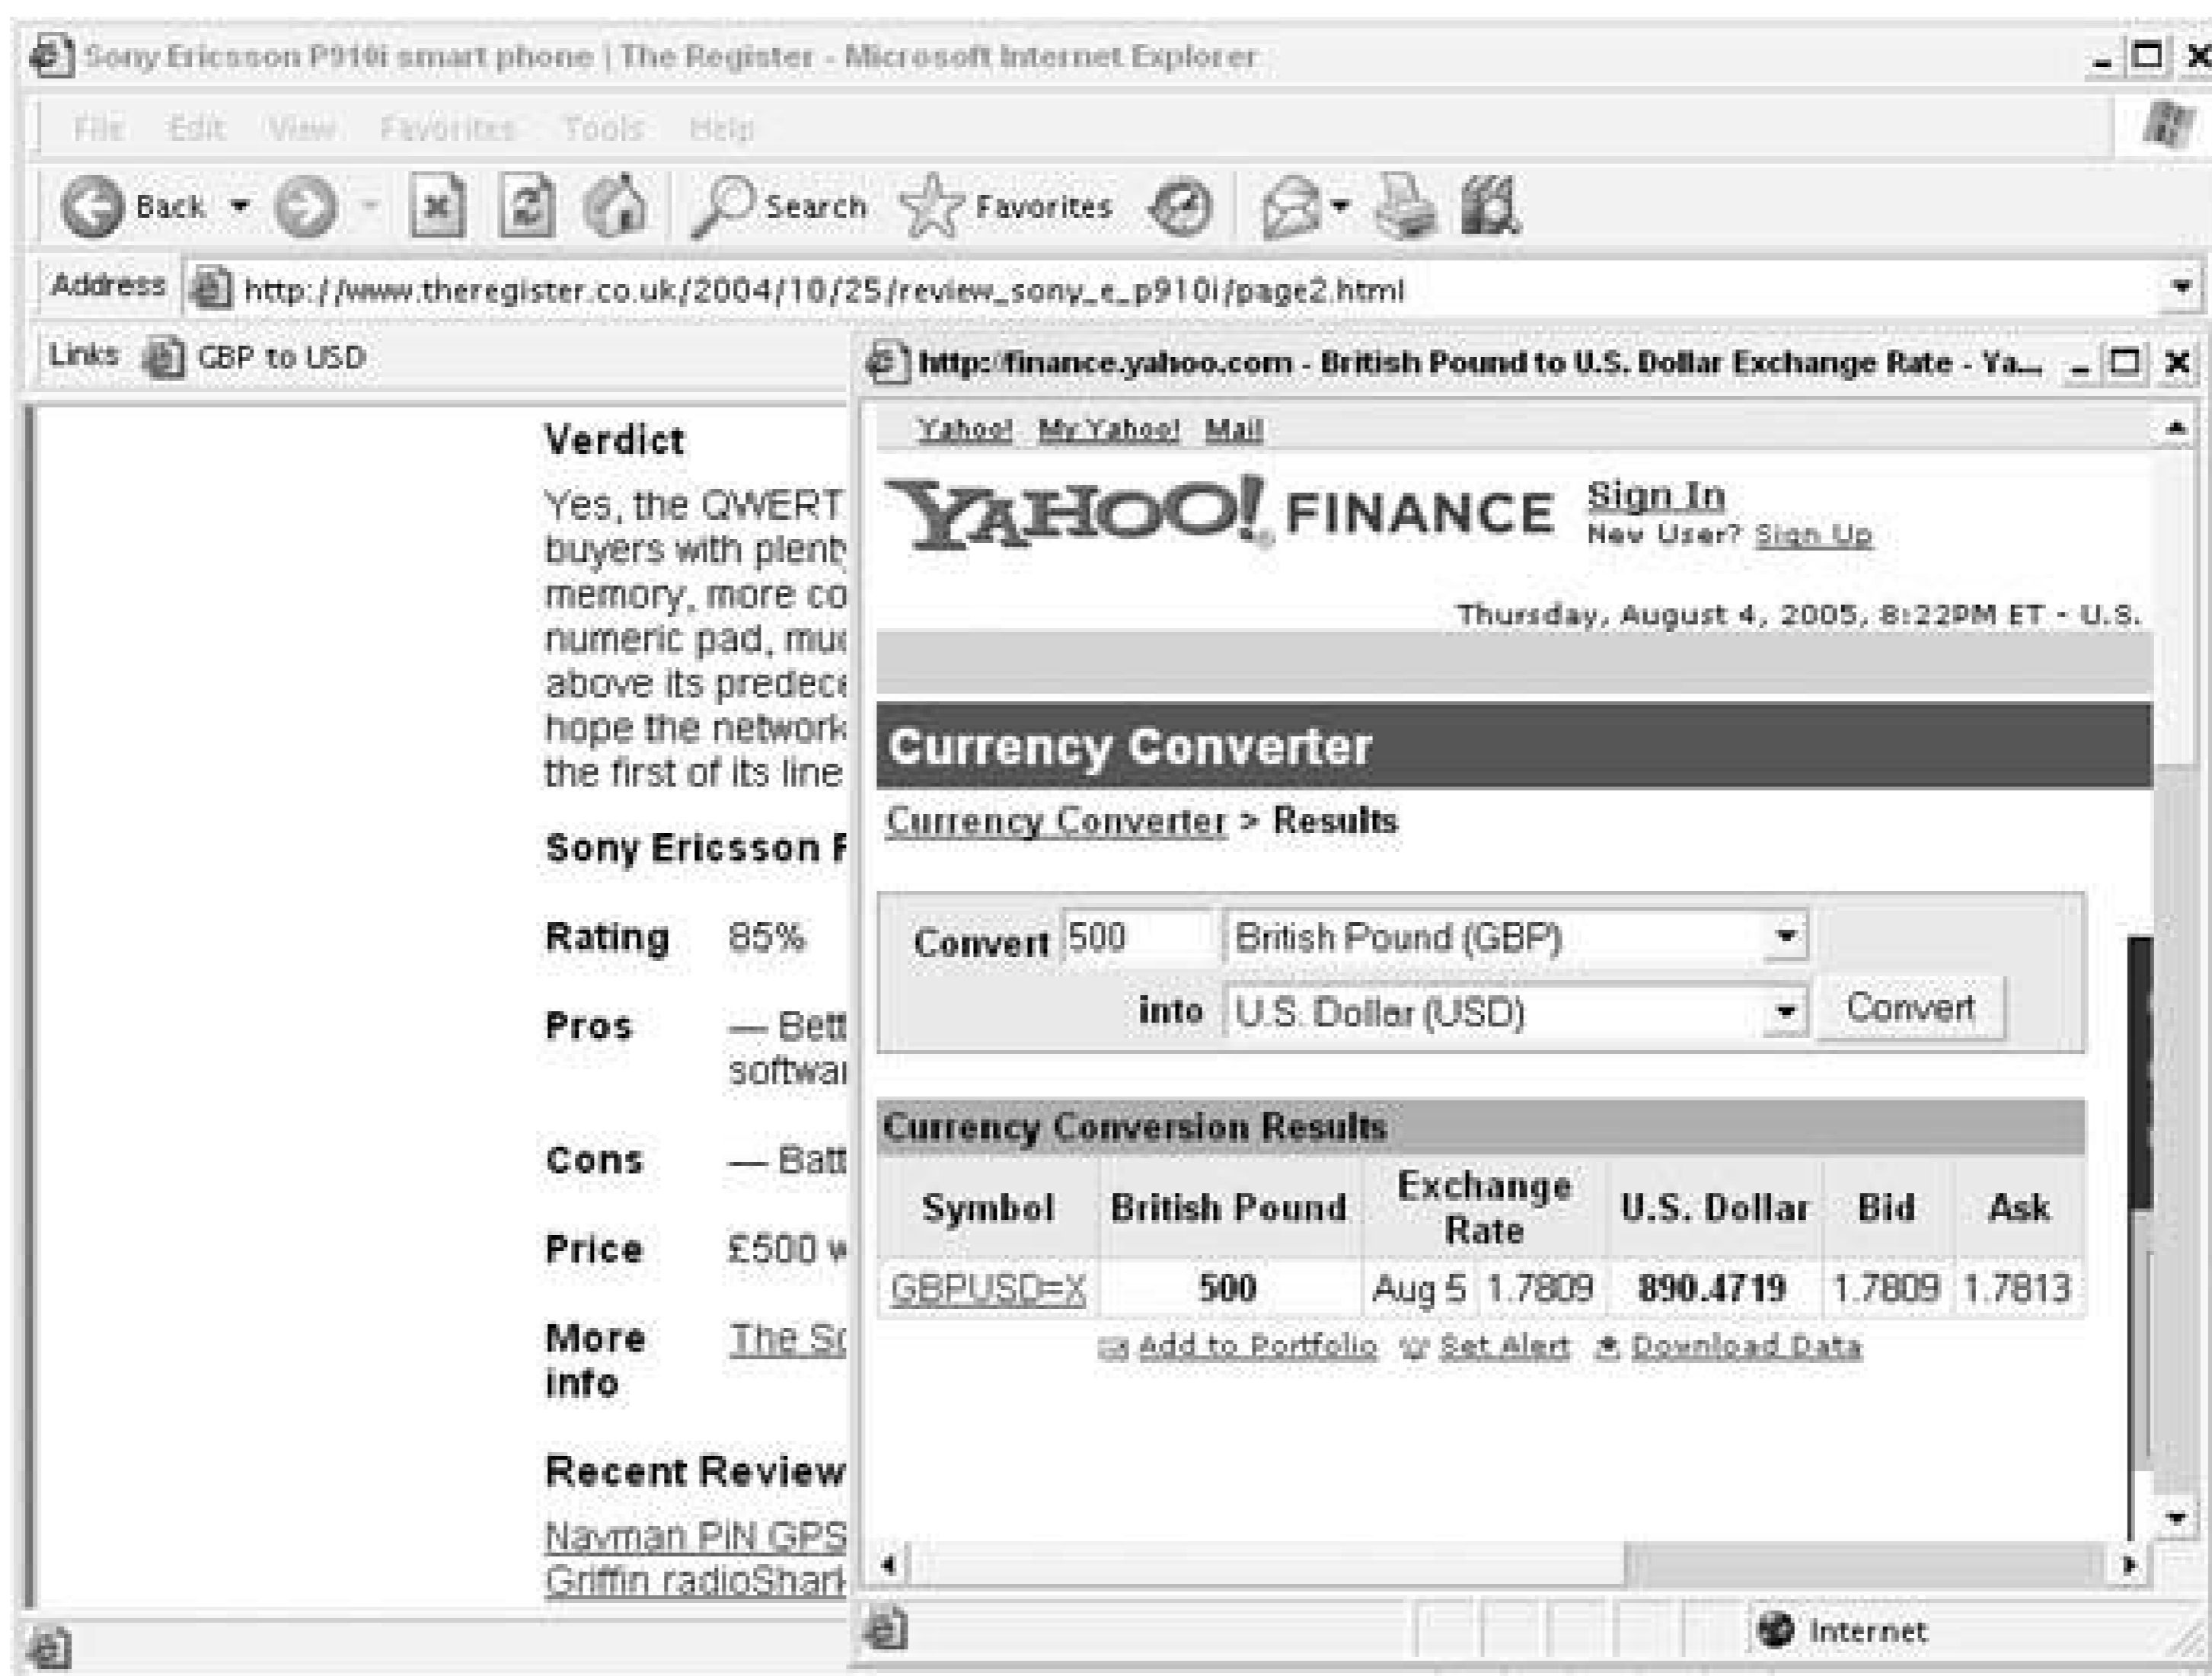 Sony Ericsson P910i smart phone | The Register - Microsoft Internet Explorer
File Edit View Favorites Tools Help
Back Search Favorites
Address http://www.theregister.co.uk/2004/10/25/review_sony_e_p910i/page2.html
Links GBP to USD
Verdict
Yes, the QWERT
buyers with plenty
memory, more co
numeric pad, muc
above its predece
hope the network
the first of its line
Sony Ericsson P
Rating 85%
Pros — Bett
softwar
Cons — Batt
Price £500 w
More The So
info
Recent Review
Navman PiN GPS
Griffin radioShark
http://finance.yahoo.com - British Pound to U.S. Dollar Exchange Rate - Ya...
Yahoo! My Yahoo! Mail
YAHOO! FINANCE Sign In
New User? Sign Up
Thursday, August 4, 2005, 8:22PM ET - U.S.
Currency Converter
Currency Converter > Results
Convert 500 British Pound (GBP)
into U.S. Dollar (USD) Convert
Currency Conversion Results
Symbol British Pound Exchange Rate U.S. Dollar Bid Ask
GBPUSD=X 500 Aug 5 1.7809 890.4719 1.7809 1.7813
Add to Portfolio Set Alert Download Data
Internet